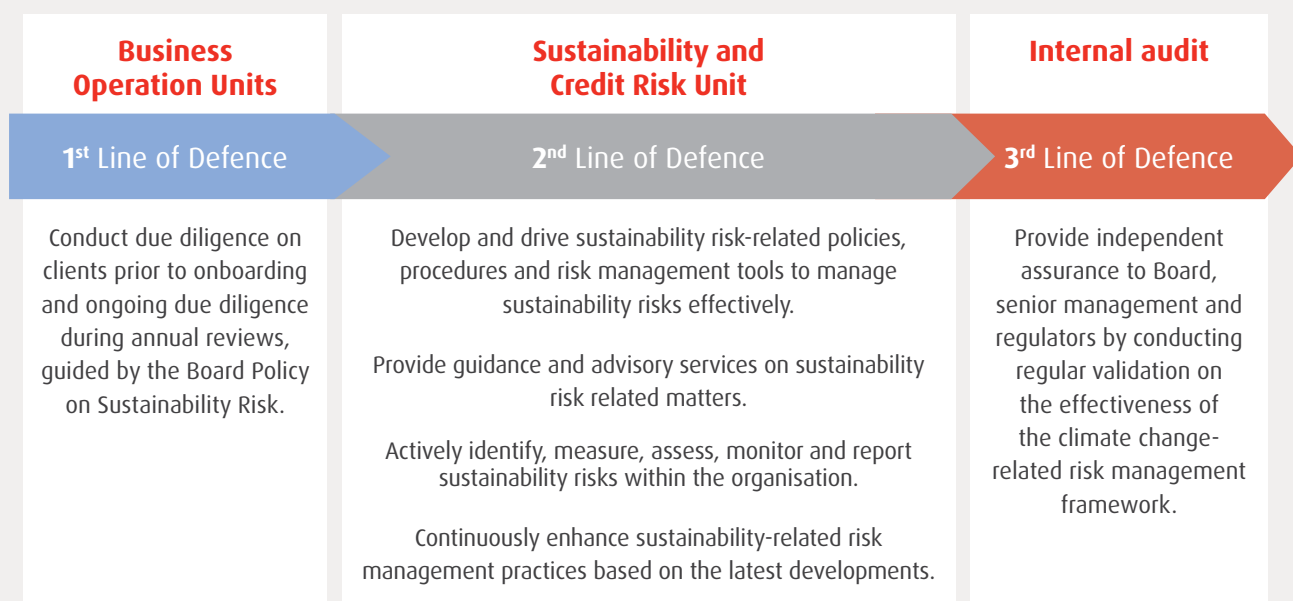 Business
Operation Units
1st Line of Defence
Conduct due diligence on
clients prior to onboarding
and ongoing due diligence
during annual reviews,
guided by the Board Policy
on Sustainability Risk.
Sustainability and
Credit Risk Unit
2nd Line of Defence
Develop and drive sustainability risk-related policies,
procedures and risk management tools to manage
sustainability risks effectively.
Provide guidance and advisory services on sustainability
risk related matters.
Actively identify, measure, assess, monitor and report
sustainability risks within the organisation.
Continuously enhance sustainability-related risk
management practices based on the latest developments.
Internal audit
3rd Line of Defence
Provide independent
assurance to Board,
senior management and
regulators by conducting
regular validation on
the effectiveness of
the climate change-
related risk management
framework.